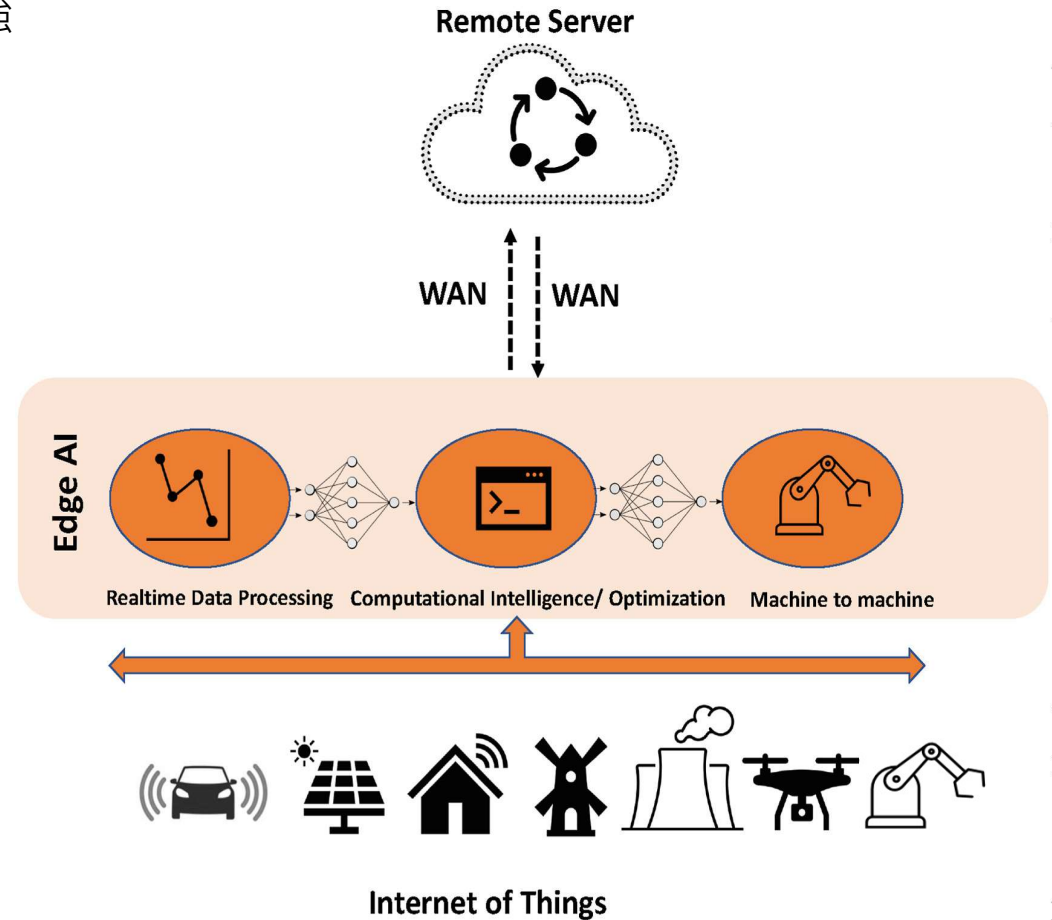 Remote Server
WAN
WAN
Edge AI
Realtime Data Processing
Computational Intelligence/ Optimization
Machine to machine
Internet of Things